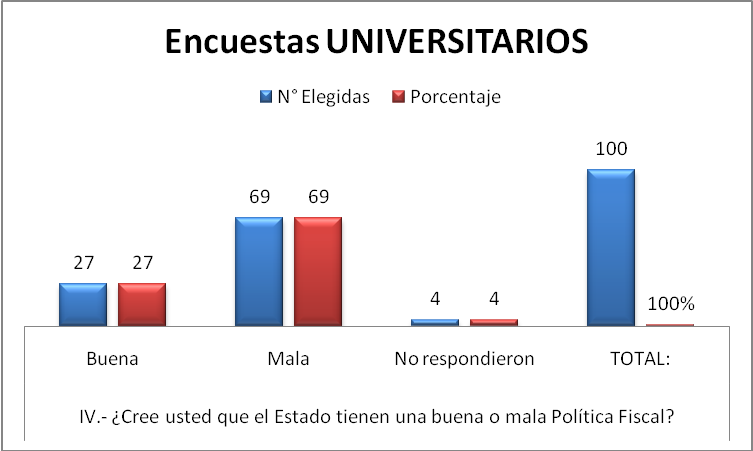 Encuestas UNIVERSITARIOS
N° Elegidas Porcentaje
27 27 69 69 4 4 100 100%
Buena Mala No respondieron TOTAL:
IV.- ¿Cree usted que el Estado tienen una buena o mala Política Fiscal?